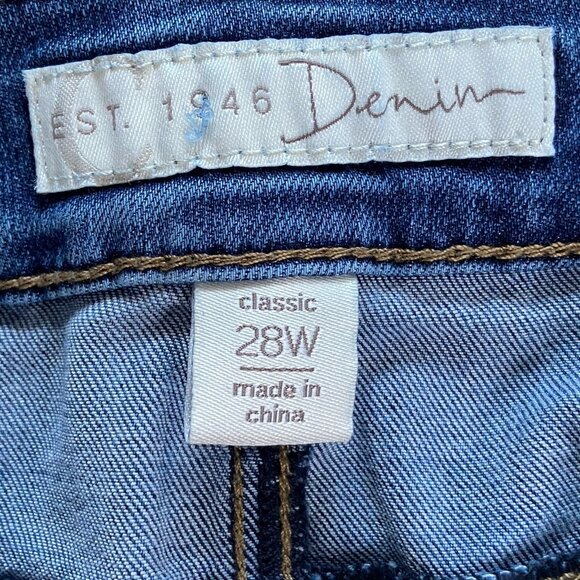 C EST. 1946 Denim
classic
28W
made in
china